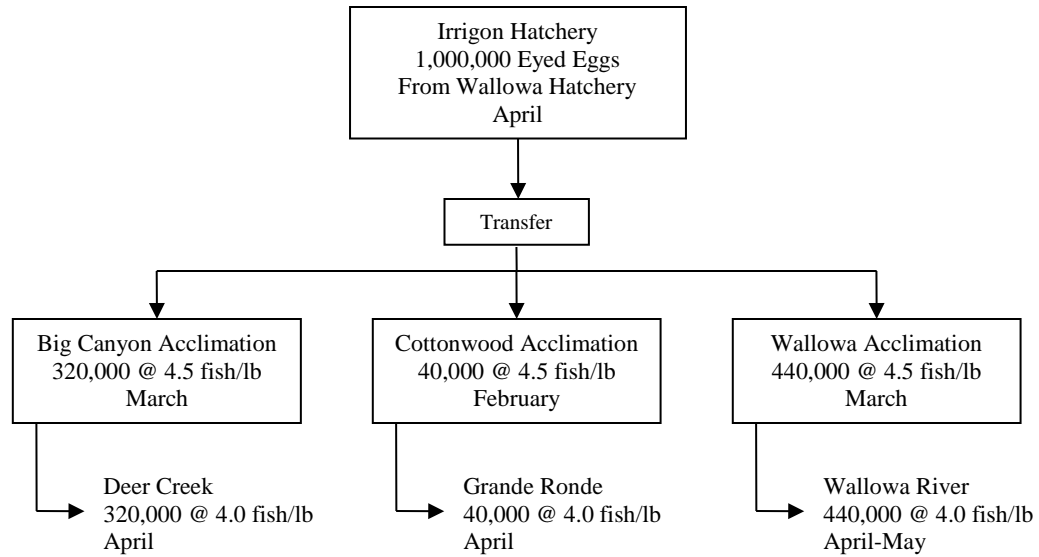 Irrigon Hatchery
1,000,000 Eyed Eggs
From Wallowa Hatchery
April
Transfer
Big Canyon Acclimation
320,000 @ 4.5 fish/lb
March
Cottonwood Acclimation
40,000 @ 4.5 fish/lb
February
Wallowa Acclimation
440,000 @ 4.5 fish/lb
March
Deer Creek
320,000 @ 4.0 fish/lb
April
Grande Ronde
40,000 @ 4.0 fish/lb
April
Wallowa River
440,000 @ 4.0 fish/lb
April-May